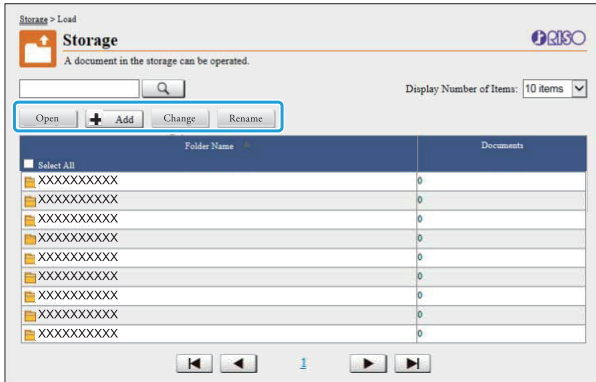 Storage > Load
Storage
RISO
A document in the storage can be operated.
Display Number of Items: 10 items
Open Add Change Rename
Folder Name Documents
Select All
XXXXXXXXXX 0
XXXXXXXXXX 0
XXXXXXXXXX 0
XXXXXXXXXX 0
XXXXXXXXXX 0
XXXXXXXXXX 0
XXXXXXXXXX 0
XXXXXXXXXX 0
XXXXXXXXXX 0
1